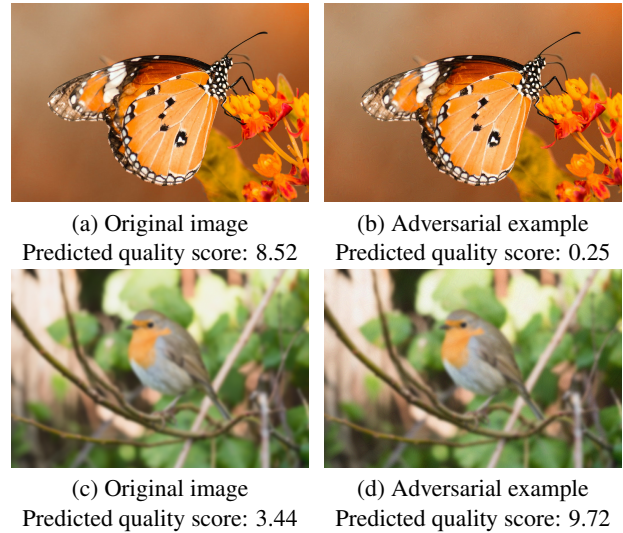 (a) Original image
Predicted quality score: 8.52
(b) Adversarial example
Predicted quality score: 0.25
(c) Original image
Predicted quality score: 3.44
(d) Adversarial example
Predicted quality score: 9.72